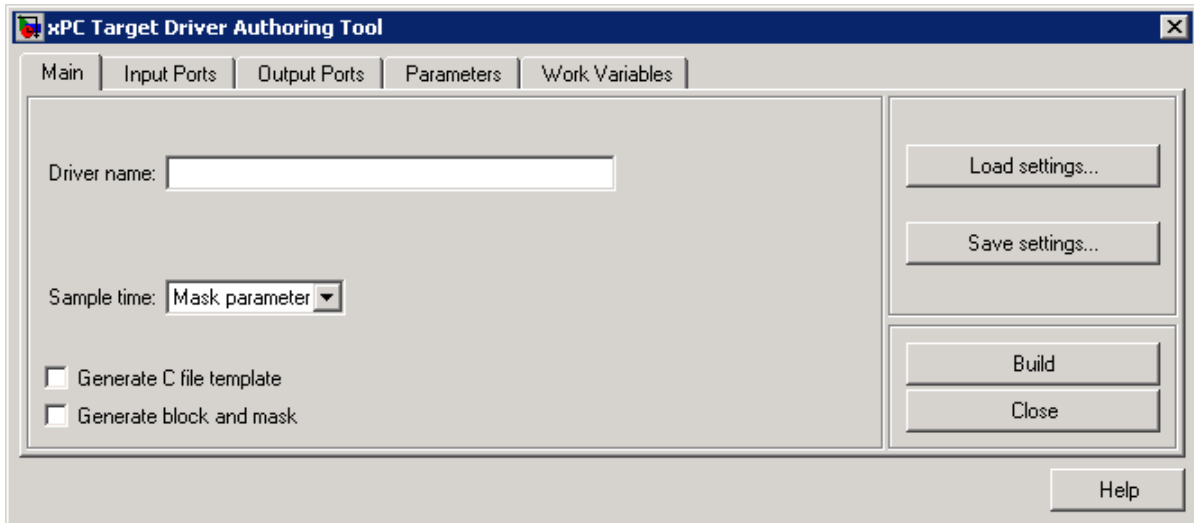 xPC Target Driver Authoring Tool
Main Input Ports Output Ports Parameters Work Variables
Driver name:
Load settings...
Save settings...
Sample time: Mask parameter
Generate C file template
Generate block and mask
Build
Close
Help